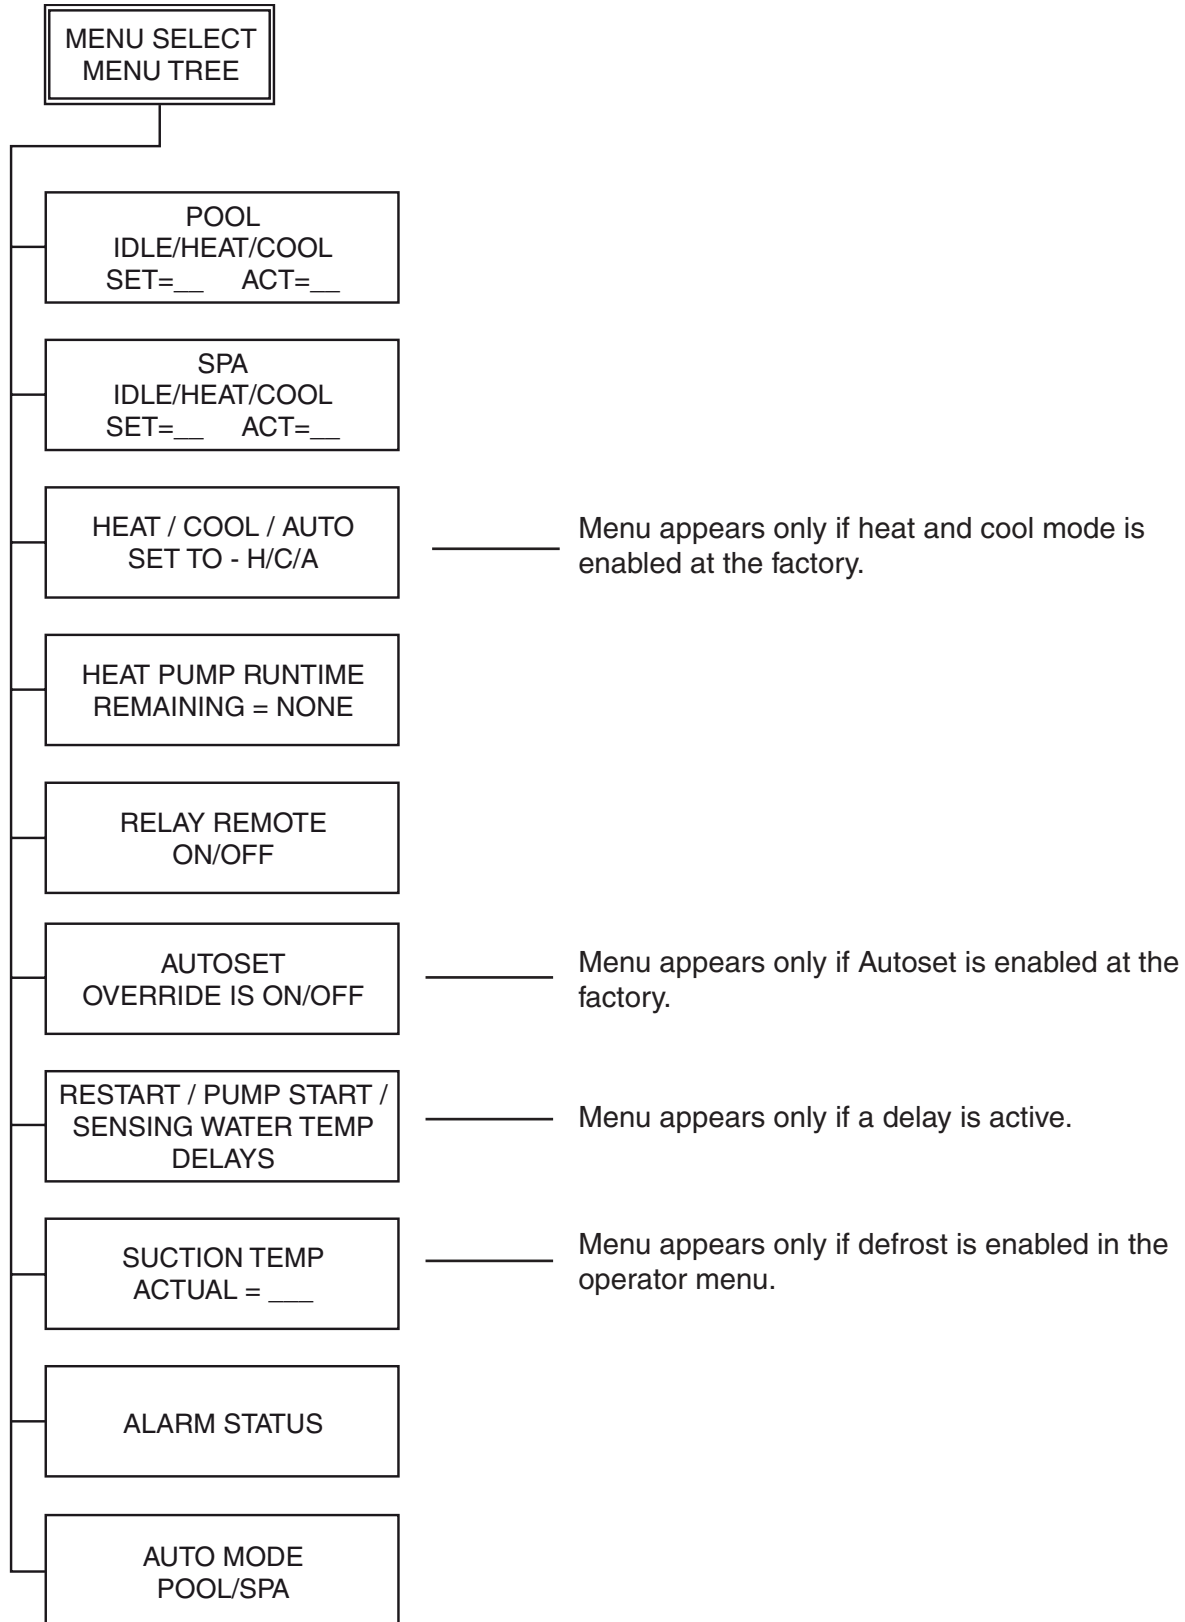 MENU SELECT
MENU TREE
POOL
IDLE/HEAT/COOL
SET=__ ACT=__
SPA
IDLE/HEAT/COOL
SET=__ ACT=__
HEAT / COOL / AUTO
SET TO - H/C/A
Menu appears only if heat and cool mode is
enabled at the factory.
HEAT PUMP RUNTIME
REMAINING = NONE
RELAY REMOTE
ON/OFF
AUTOSET
OVERRIDE IS ON/OFF
Menu appears only if Autoset is enabled at the
factory.
RESTART / PUMP START /
SENSING WATER TEMP
DELAYS
Menu appears only if a delay is active.
SUCTION TEMP
ACTUAL = ___
Menu appears only if defrost is enabled in the
operator menu.
ALARM STATUS
AUTO MODE
POOL/SPA